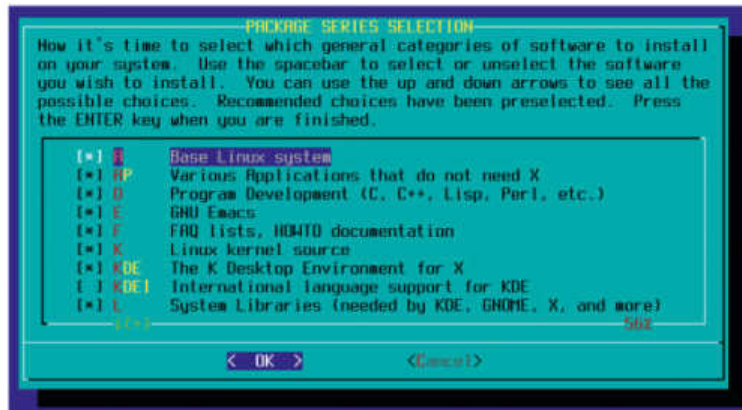 PACKAGE SERIES SELECTION
Now it's time to select which general categories of software to install
on your system.  Use the spacebar to select or unselect the software
you wish to install.  You can use the up and down arrows to see all the
possible choices.  Recommended choices have been preselected.  Press
the ENTER key when you are finished.
[*] A Base Linux system
[*] AP Various Applications that do not need X
[*] D Program Development (C, C++, Lisp, Perl, etc.)
[*] E GNU Emacs
[*] F FAQ lists, HOWTO documentation
[*] K Linux kernel source
[*] KDE The K Desktop Environment for X
[ ] KDEI International language support for KDE
[*] L System Libraries (needed by KDE, GNOME, X, and more)
(+) 56%
< OK > <Cancel>